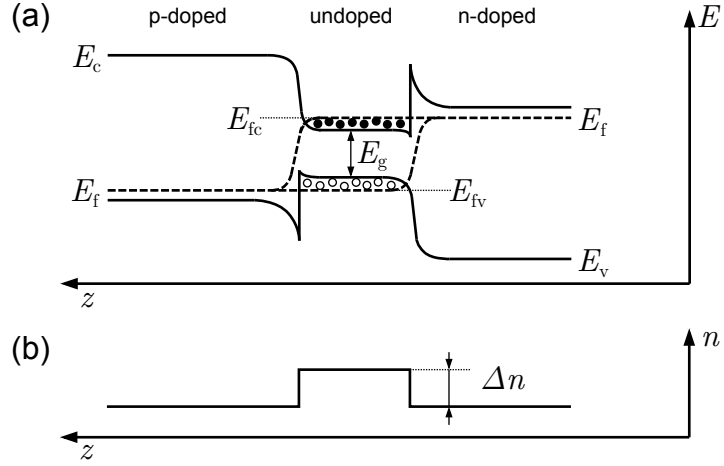 (a) p-doped undoped n-doped E
E_c
E_fc E_f
E_g
E_f E_fv
E_v
z
(b) n
Δn
z